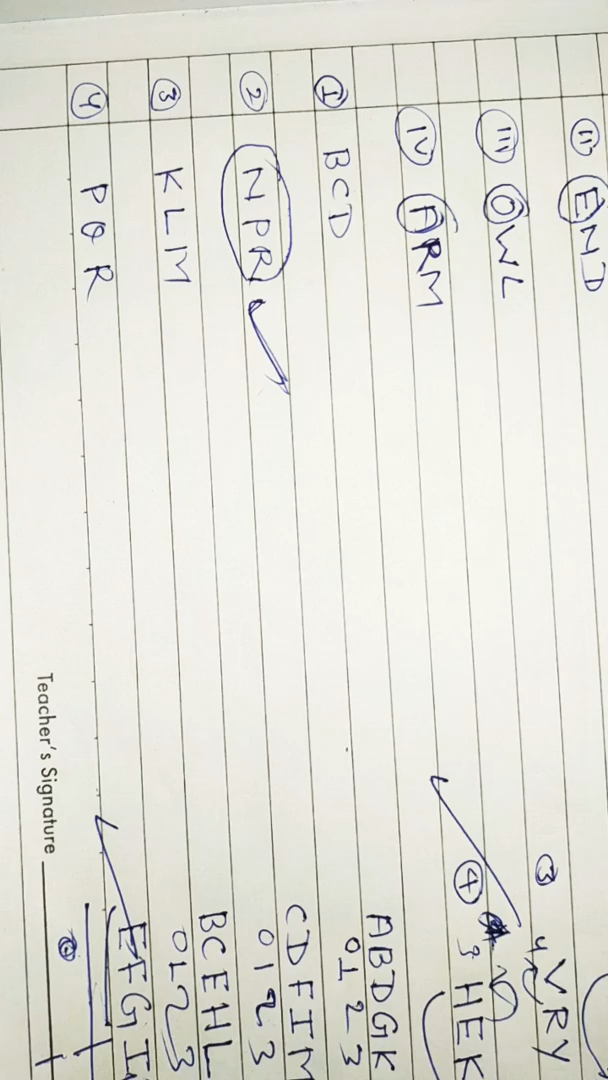 (ii) END
(iii) OWL
(iv) ARM
① BCD
② NPR
③ KLM
④ PQR
③ VRY
④ HEK
ABDGK
0123
CDFIM
0123
BCEHL
0123
EFGI
Teacher's Signature